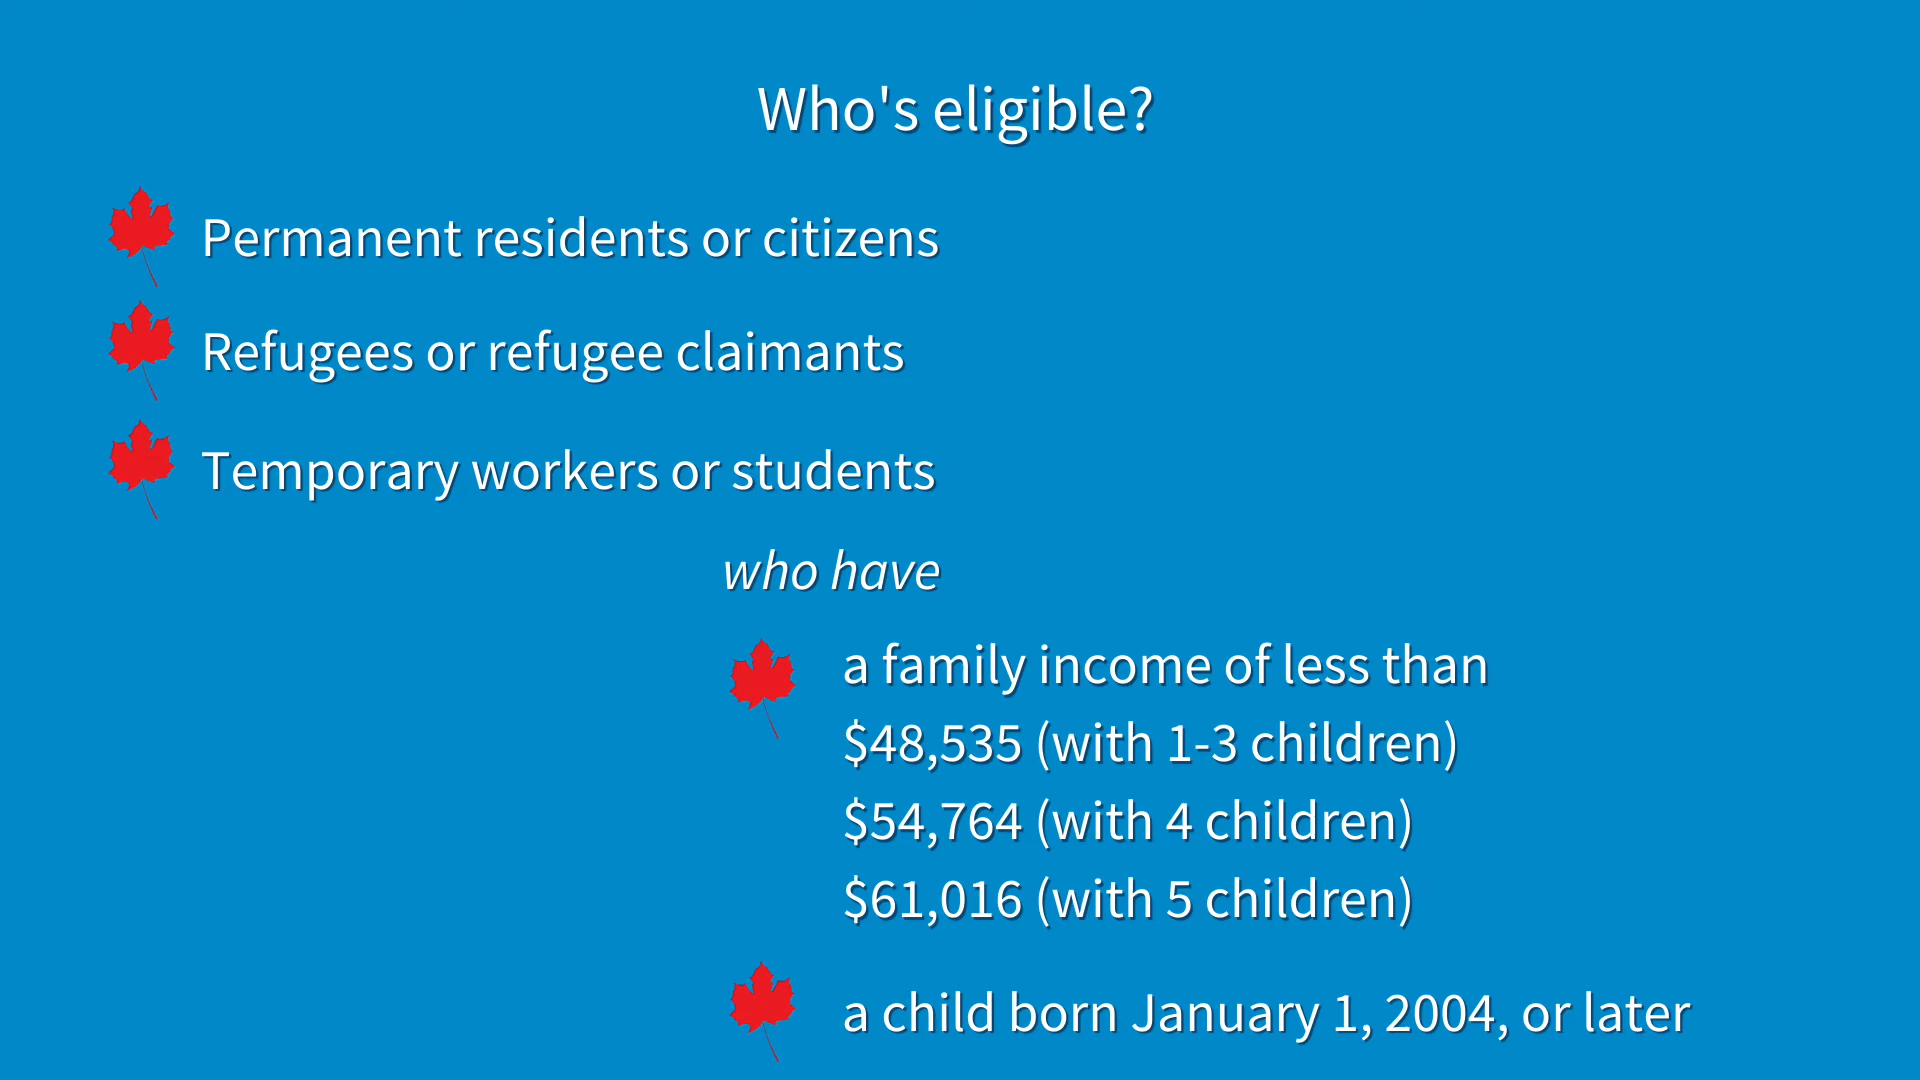 Who's eligible?
Permanent residents or citizens
Refugees or refugee claimants
Temporary workers or students
who have
a family income of less than
$48,535 (with 1-3 children)
$54,764 (with 4 children)
$61,016 (with 5 children)
a child born January 1, 2004, or later